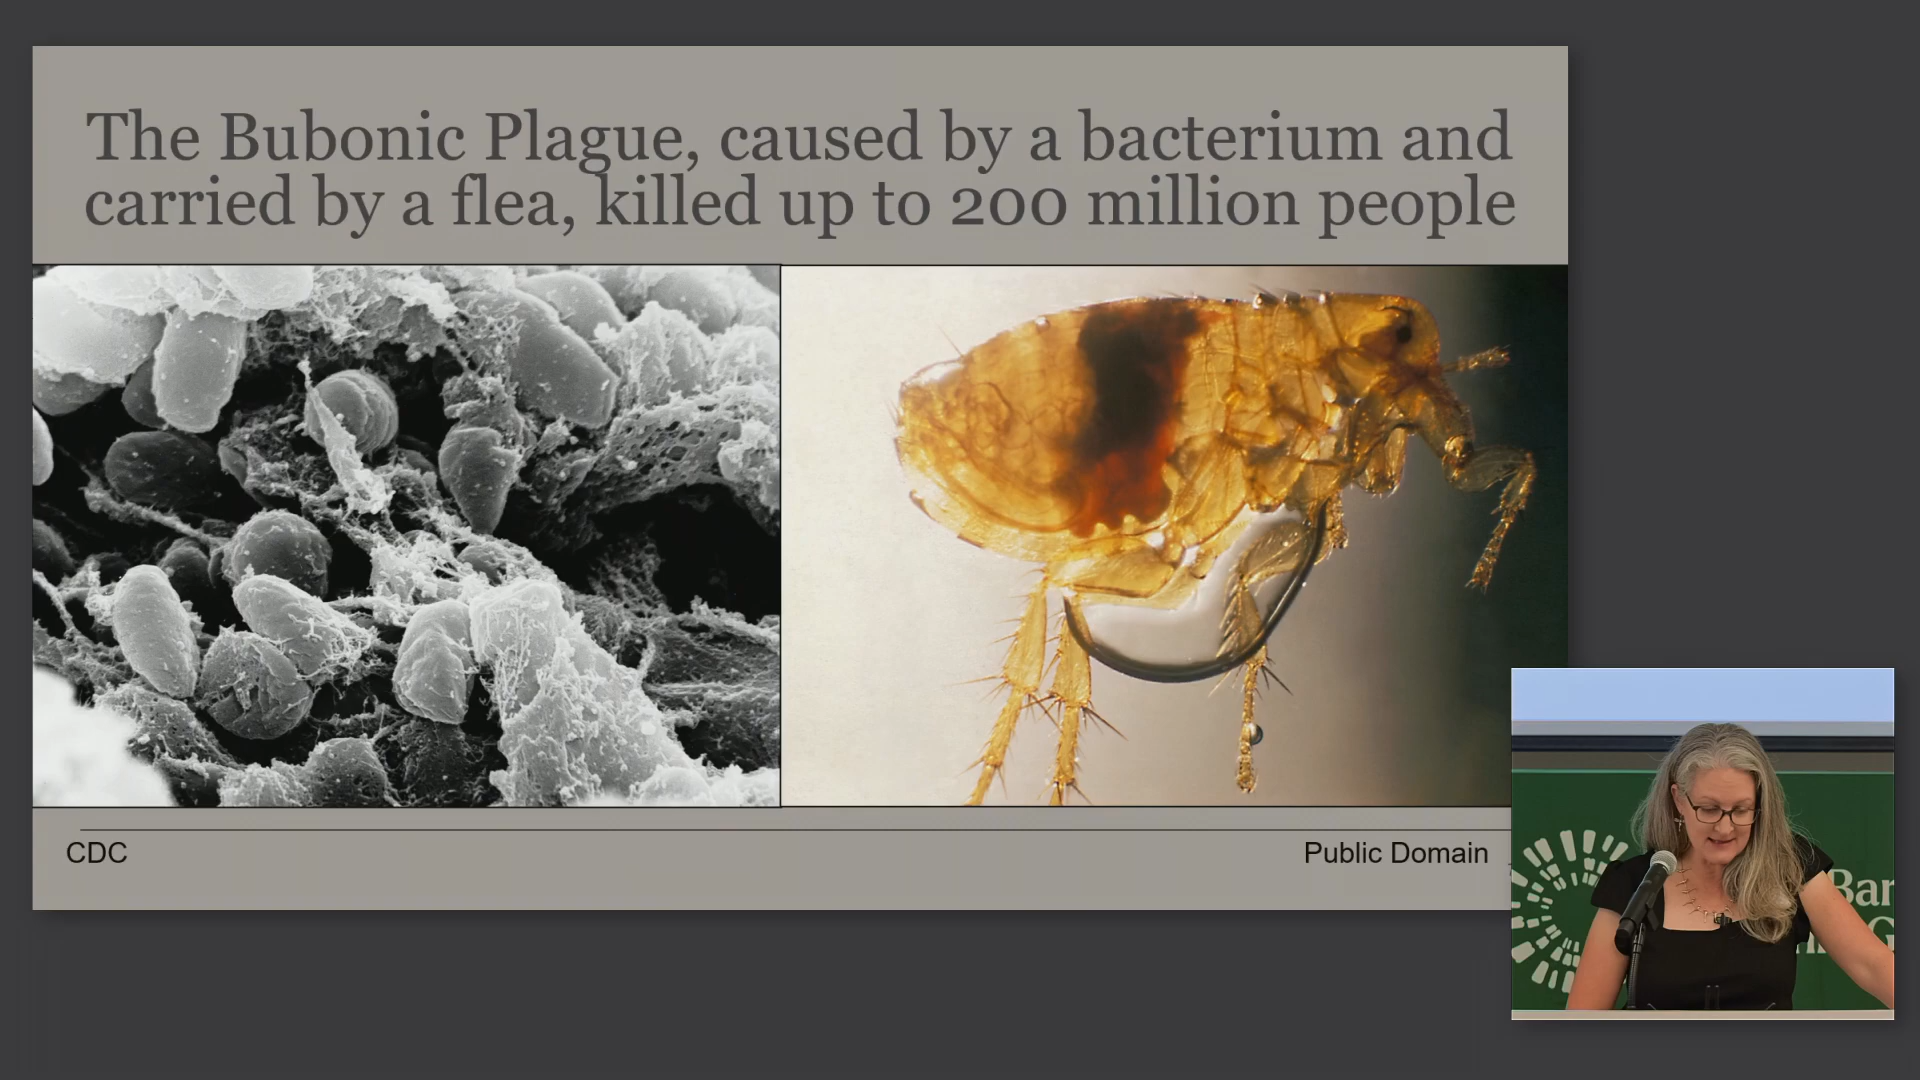 The Bubonic Plague, caused by a bacterium and
carried by a flea, killed up to 200 million people
CDC
Public Domain